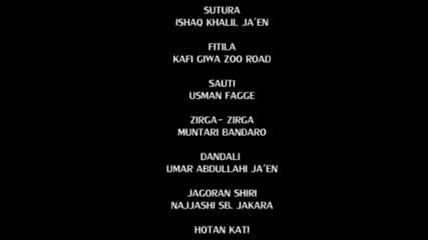 SUTURA
ISHAQ KHALIL JA'EN
FITILA
KAFI GIWA ZOO ROAD
SAUTI
USMAN FAGGE
ZIRGA- ZIRGA
MUNTARI BANDARO
DANDALI
UMAR ABDULLAHI JA'EN
JAGORAN SHIRI
NAJJASHI SB. JAKARA
HOTAN KATI